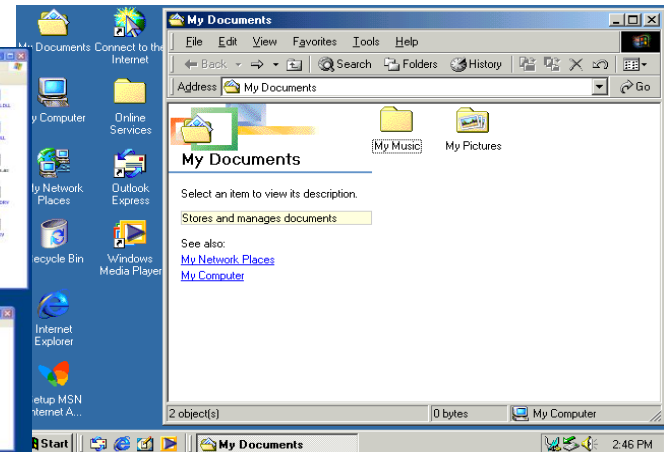 My Documents
File Edit View Favorites Tools Help
Back Search Folders History
Address My Documents Go
My Documents
Select an item to view its description.
Stores and manages documents
See also:
My Network Places
My Computer
My Music
My Pictures
2 object(s) 0 bytes My Computer
Documents
Connect to the
Internet
Computer
Online
Services
Network
Places
Outlook
Express
ecycle Bin
Windows
Media Player
Internet
Explorer
etup MSN
nternet A...
Start My Documents 2:46 PM